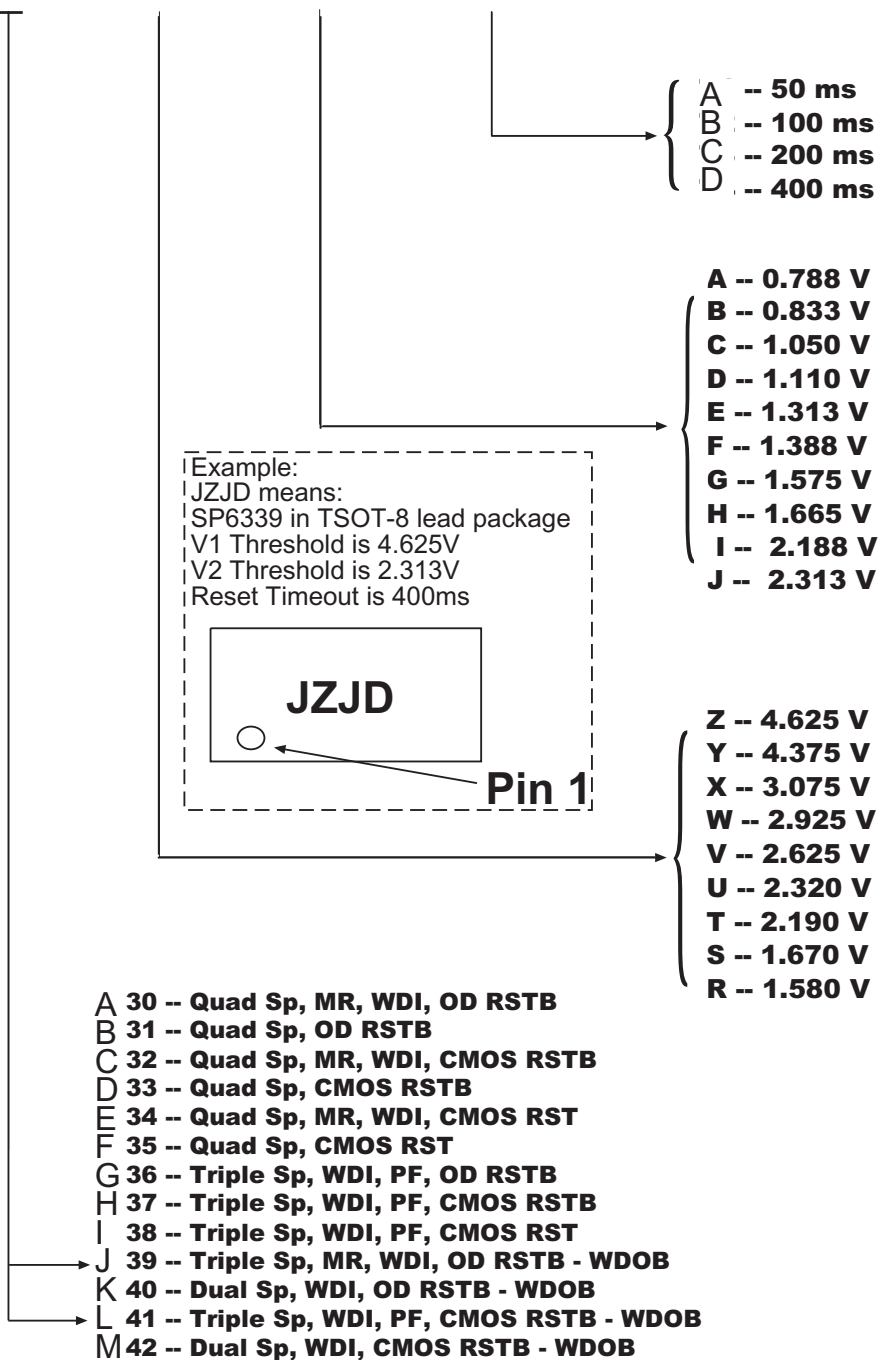 A -- 50 ms
B -- 100 ms
C -- 200 ms
D -- 400 ms
A -- 0.788 V
B -- 0.833 V
C -- 1.050 V
D -- 1.110 V
E -- 1.313 V
F -- 1.388 V
G -- 1.575 V
H -- 1.665 V
I -- 2.188 V
J -- 2.313 V
Example:
JZJD means:
SP6339 in TSOT-8 lead package
V1 Threshold is 4.625V
V2 Threshold is 2.313V
Reset Timeout is 400ms
JZJD
Pin 1
Z -- 4.625 V
Y -- 4.375 V
X -- 3.075 V
W -- 2.925 V
V -- 2.625 V
U -- 2.320 V
T -- 2.190 V
S -- 1.670 V
R -- 1.580 V
A 30 -- Quad Sp, MR, WDI, OD RSTB
B 31 -- Quad Sp, OD RSTB
C 32 -- Quad Sp, MR, WDI, CMOS RSTB
D 33 -- Quad Sp, CMOS RSTB
E 34 -- Quad Sp, MR, WDI, CMOS RST
F 35 -- Quad Sp, CMOS RST
G 36 -- Triple Sp, WDI, PF, OD RSTB
H 37 -- Triple Sp, WDI, PF, CMOS RSTB
I 38 -- Triple Sp, WDI, PF, CMOS RST
J 39 -- Triple Sp, MR, WDI, OD RSTB - WDOB
K 40 -- Dual Sp, WDI, OD RSTB - WDOB
L 41 -- Triple Sp, WDI, PF, CMOS RSTB - WDOB
M 42 -- Dual Sp, WDI, CMOS RSTB - WDOB